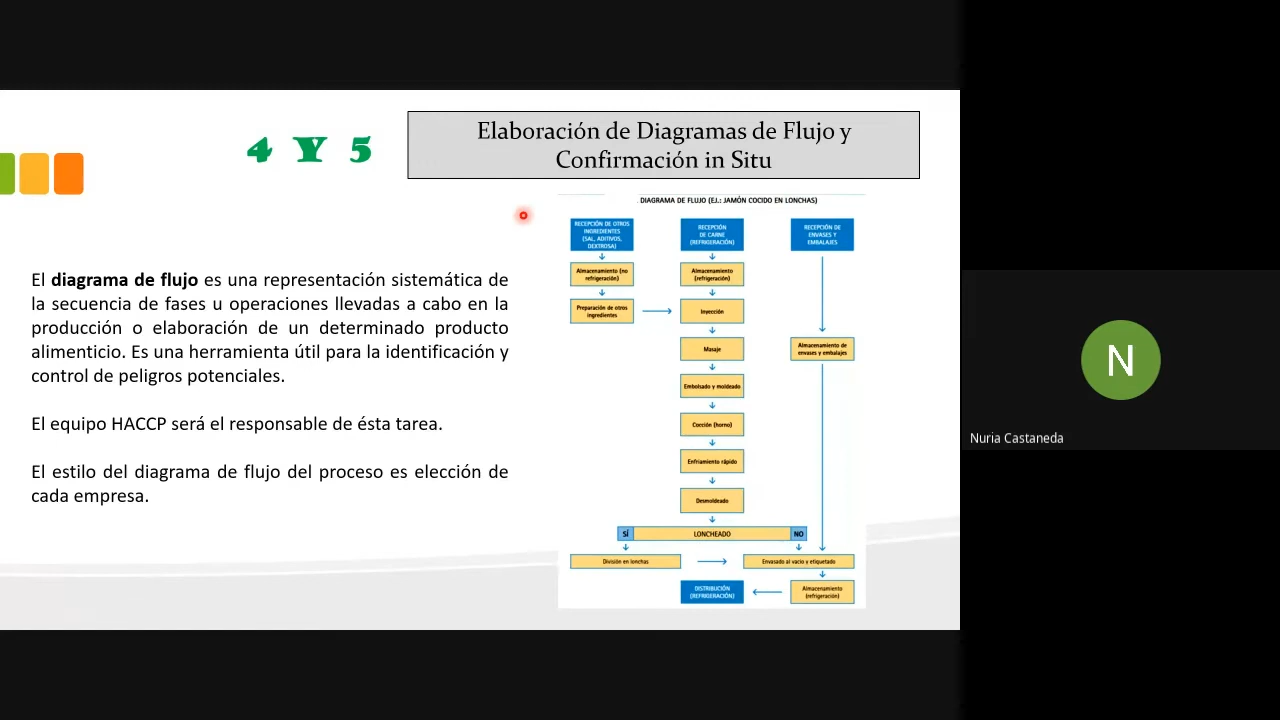 4 Y 5
Elaboración de Diagramas de Flujo y
Confirmación in Situ
El diagrama de flujo es una representación sistemática de
la secuencia de fases u operaciones llevadas a cabo en la
producción o elaboración de un determinado producto
alimenticio. Es una herramienta útil para la identificación y
control de peligros potenciales.
El equipo HACCP será el responsable de ésta tarea.
El estilo del diagrama de flujo del proceso es elección de
cada empresa.
DIAGRAMA DE FLUJO (EJ.: JAMÓN COCIDO EN LONCHAS)
RECEPCIÓN DE OTROS
INGREDIENTES
(SAL, ADITIVOS,
DEXTROSA)
RECEPCIÓN
DE CARNE
(REFRIGERACIÓN)
RECEPCIÓN DE
ENVASES Y
EMBALAJES
Almacenamiento (no
refrigeración)
Almacenamiento
(refrigeración)
Preparación de otros
ingredientes
Inyección
Masaje
Almacenamiento de
envases y embalajes
Embolsado y moldeado
Cocción (horno)
Enfriamiento rápido
Desmoldeado
SÍ
LONCHEADO
NO
División en lonchas
Envasado al vacío y etiquetado
DISTRIBUCIÓN
(REFRIGERACIÓN)
Almacenamiento
(refrigeración)
N
Nuria Castaneda